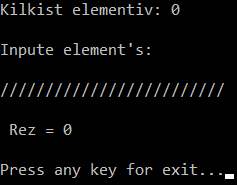 Kilkist elementiv: 0
Inpute element's:
/////////////////////////
Rez = 0
Press any key for exit...